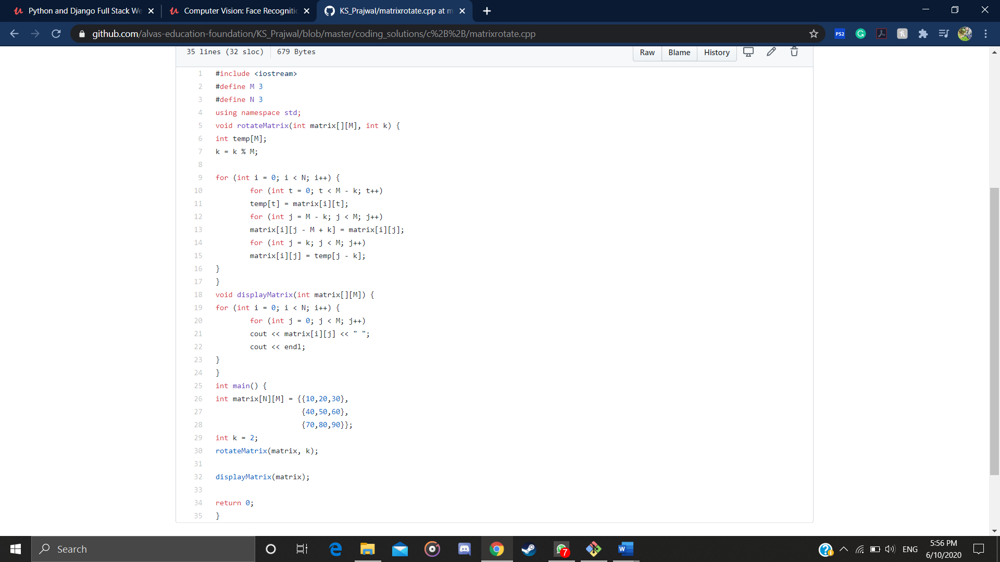 Python and Django Full Stack We
Computer Vision: Face Recognitic
KS_Prajwal/matrixrotate.cpp at m
github.com/alvas-education-foundation/KS_Prajwal/blob/master/coding_solutions/c%2B%2B/matrixrotate.cpp
PS2
35 lines (32 sloc) 679 Bytes
Raw Blame History
1 #include <iostream>
2 #define M 3
3 #define N 3
4 using namespace std;
5 void rotateMatrix(int matrix[][M], int k) {
6 int temp[M];
7 k = k % M;
8
9 for (int i = 0; i < N; i++) {
10 for (int t = 0; t < M - k; t++)
11 temp[t] = matrix[i][t];
12 for (int j = M - k; j < M; j++)
13 matrix[i][j - M + k] = matrix[i][j];
14 for (int j = k; j < M; j++)
15 matrix[i][j] = temp[j - k];
16 }
17 }
18 void displayMatrix(int matrix[][M]) {
19 for (int i = 0; i < N; i++) {
20 for (int j = 0; j < M; j++)
21 cout << matrix[i][j] << " ";
22 cout << endl;
23 }
24 }
25 int main() {
26 int matrix[N][M] = {{10,20,30},
27 {40,50,60},
28 {70,80,90}};
29 int k = 2;
30 rotateMatrix(matrix, k);
31
32 displayMatrix(matrix);
33
34 return 0;
35 }
Search
7
W
ENG
5:56 PM
6/10/2020